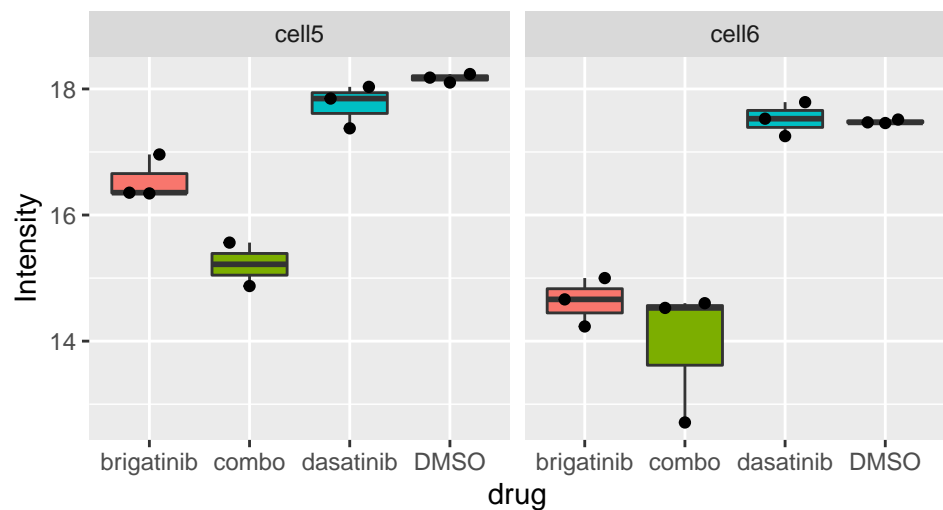 cell5 cell6
Intensity
18
16
14
brigatinib combo dasatinib DMSO brigatinib combo dasatinib DMSO
drug